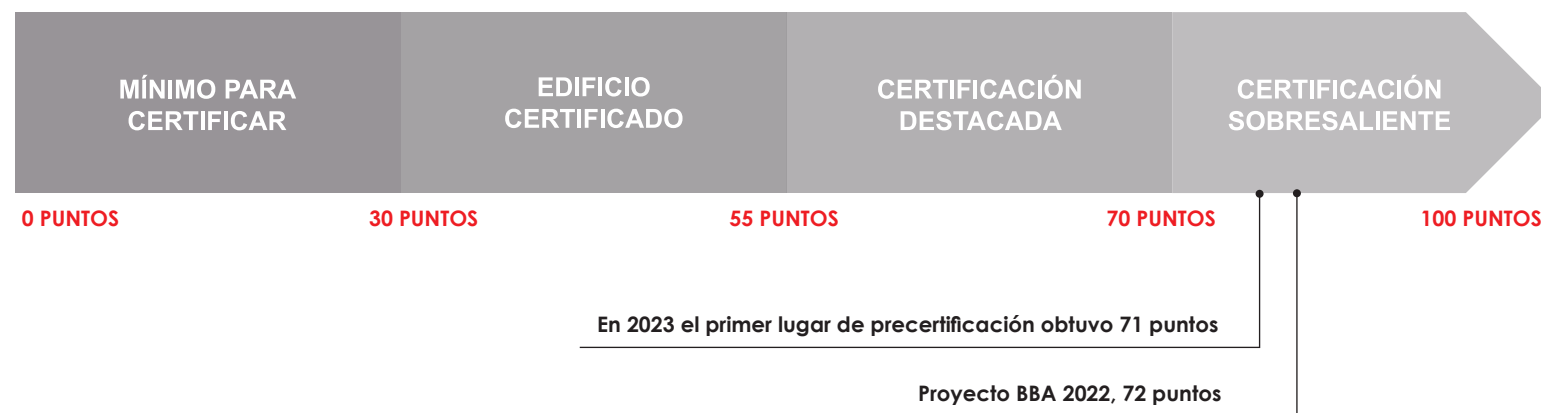 MÍNIMO PARA
CERTIFICAR
EDIFICIO
CERTIFICADO
CERTIFICACIÓN
DESTACADA
CERTIFICACIÓN
SOBRESALIENTE
0 PUNTOS
30 PUNTOS
55 PUNTOS
70 PUNTOS
100 PUNTOS
En 2023 el primer lugar de precertificación obtuvo 71 puntos
Proyecto BBA 2022, 72 puntos